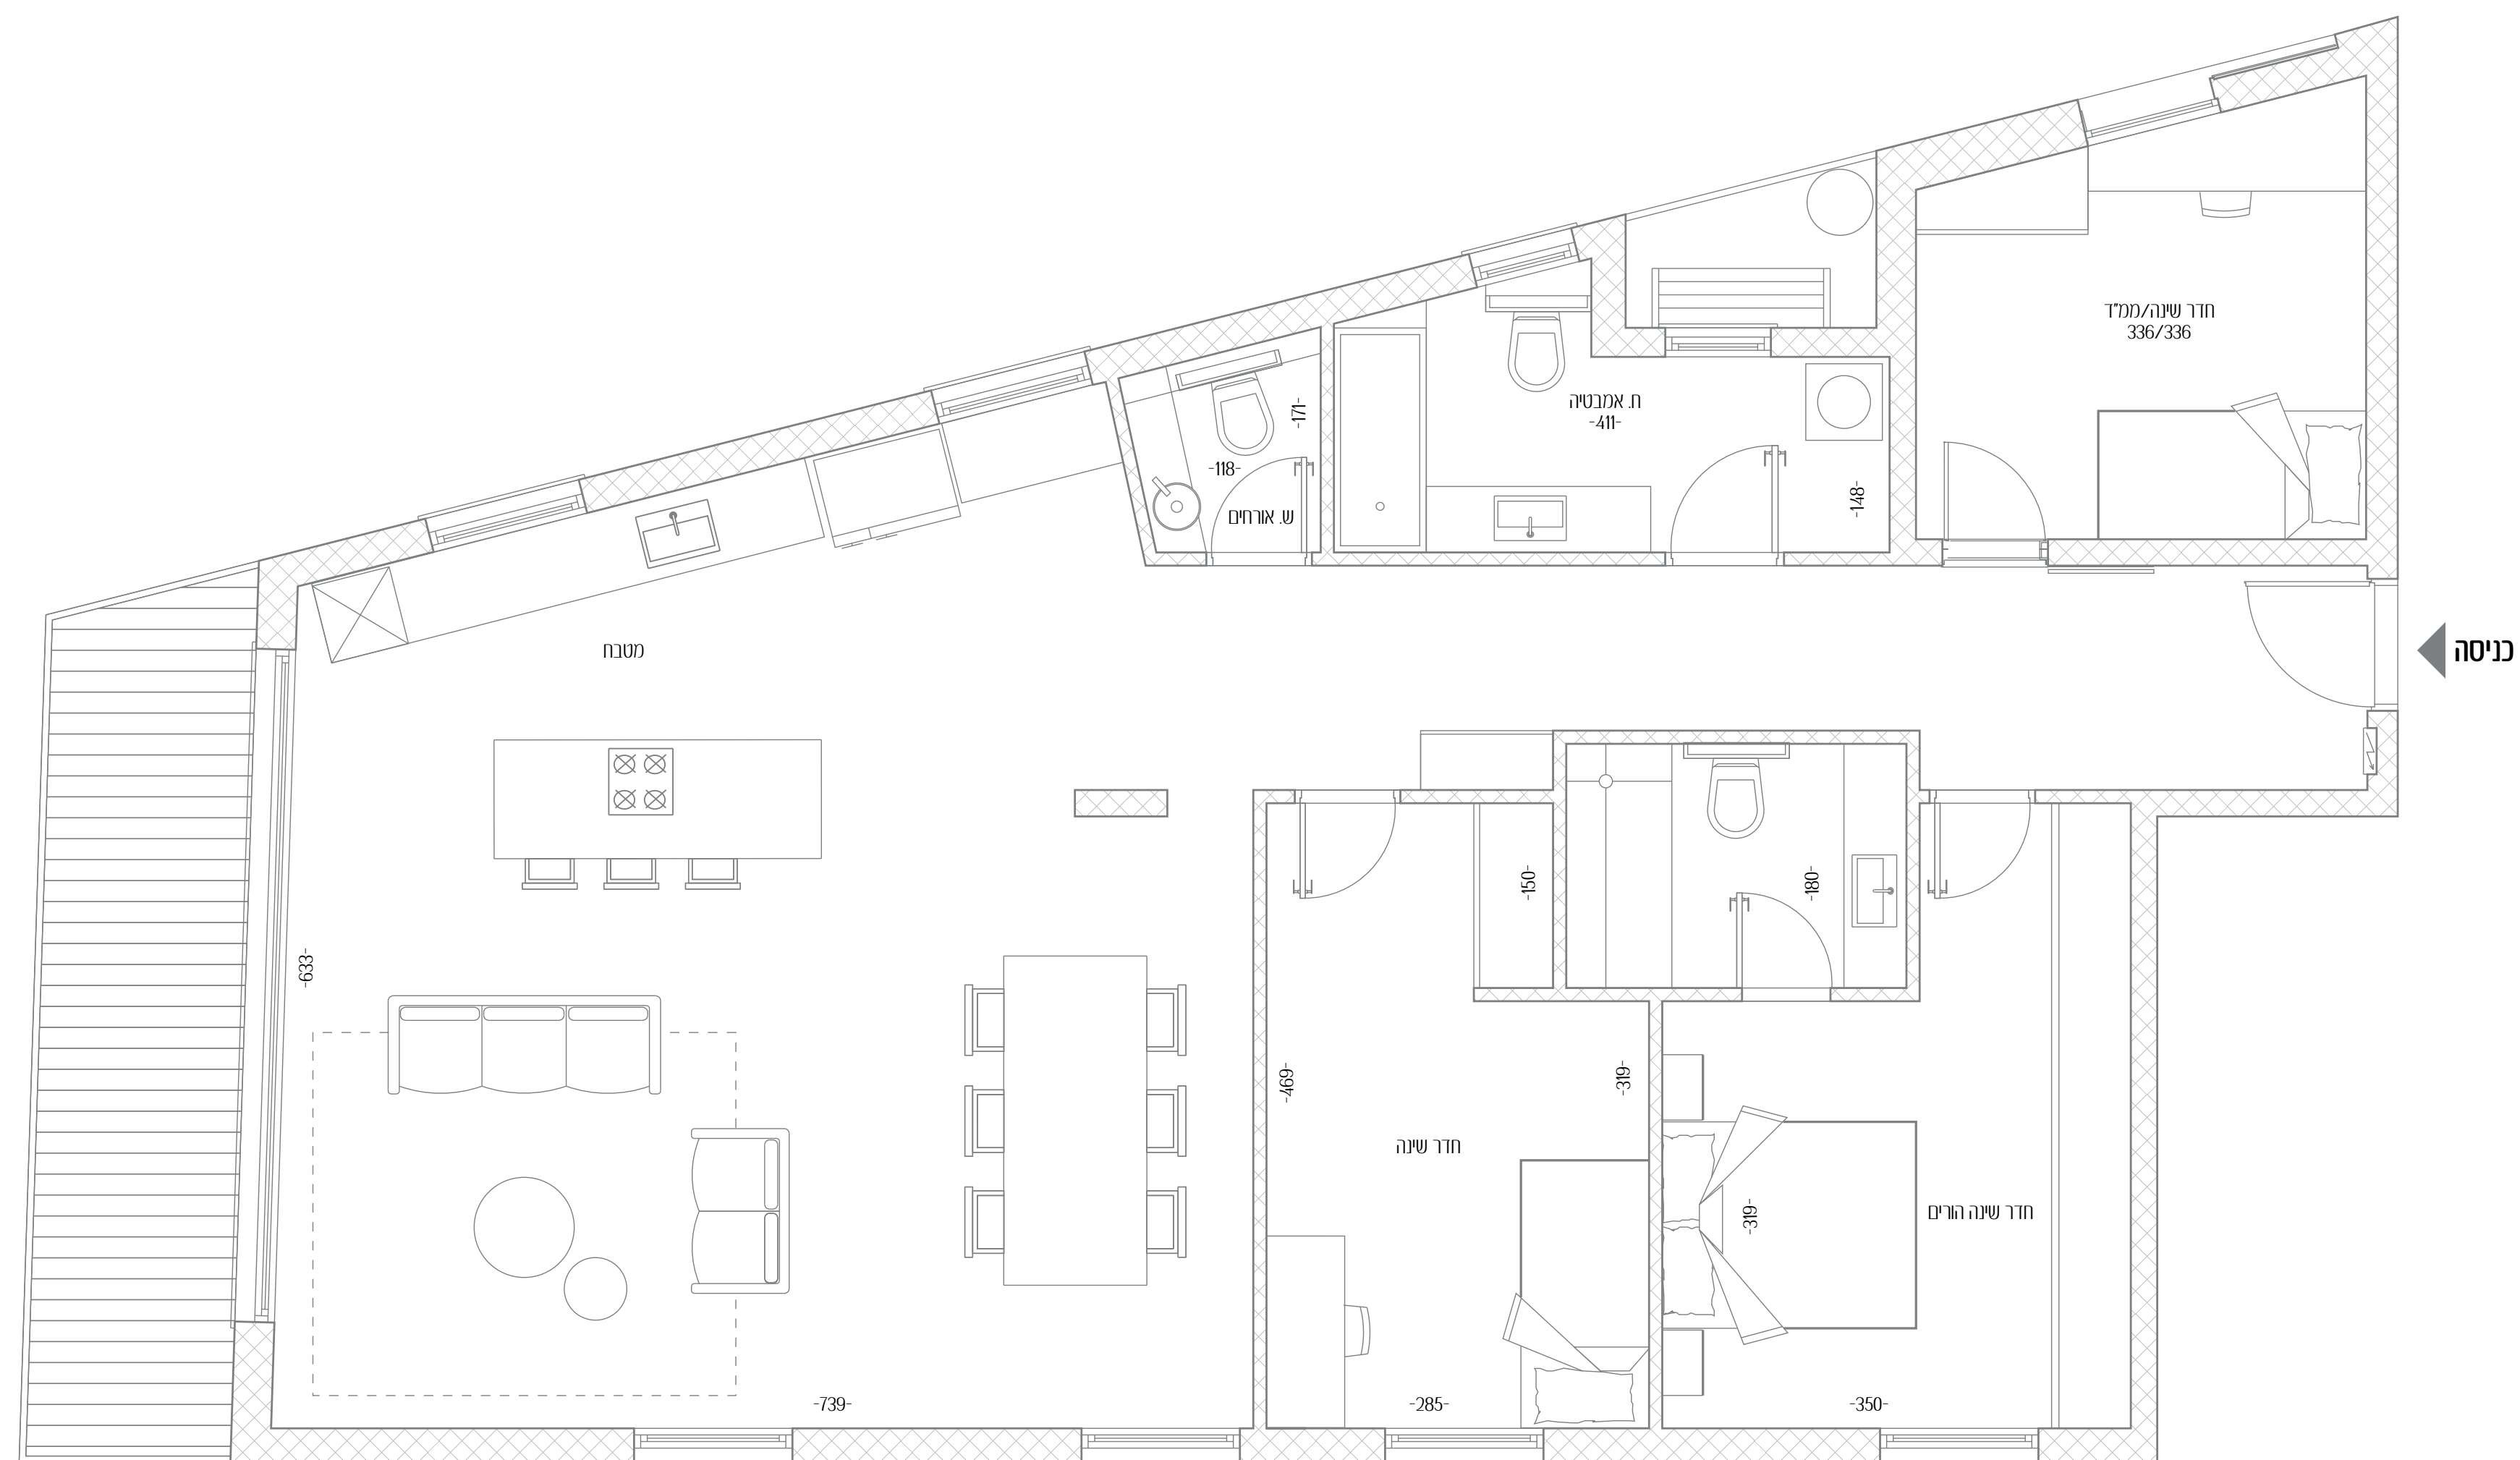 חדר שינה/ממ"ד
336/336
ח. אמבטיה
-411-
-171-
-118-
ש. אורחים
-148-
כניסה
מטבח
-150-
-180-
-633-
-469-
-319-
חדר שינה
-319-
חדר שינה הורים
-739-
-285-
-350-